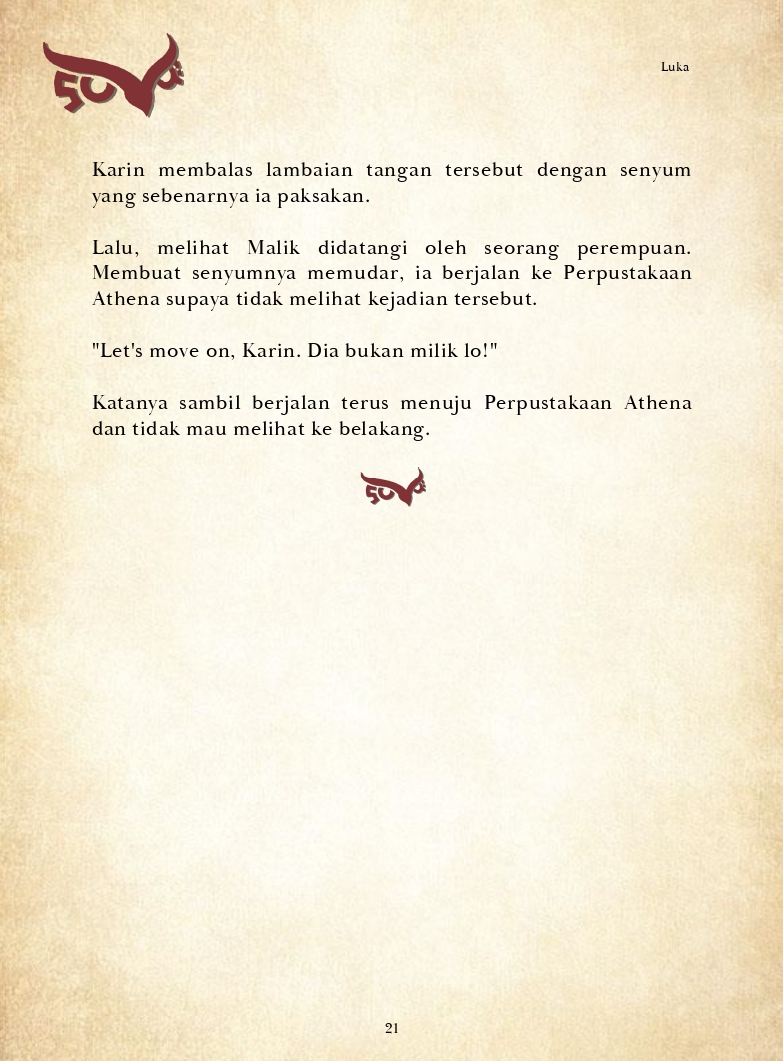 Luka
Karin membalas lambaian tangan tersebut dengan senyum
yang sebenarnya ia paksakan.
Lalu, melihat Malik didatangi oleh seorang perempuan.
Membuat senyumnya memudar, ia berjalan ke Perpustakaan
Athena supaya tidak melihat kejadian tersebut.
"Let's move on, Karin. Dia bukan milik lo!"
Katanya sambil berjalan terus menuju Perpustakaan Athena
dan tidak mau melihat ke belakang.
21